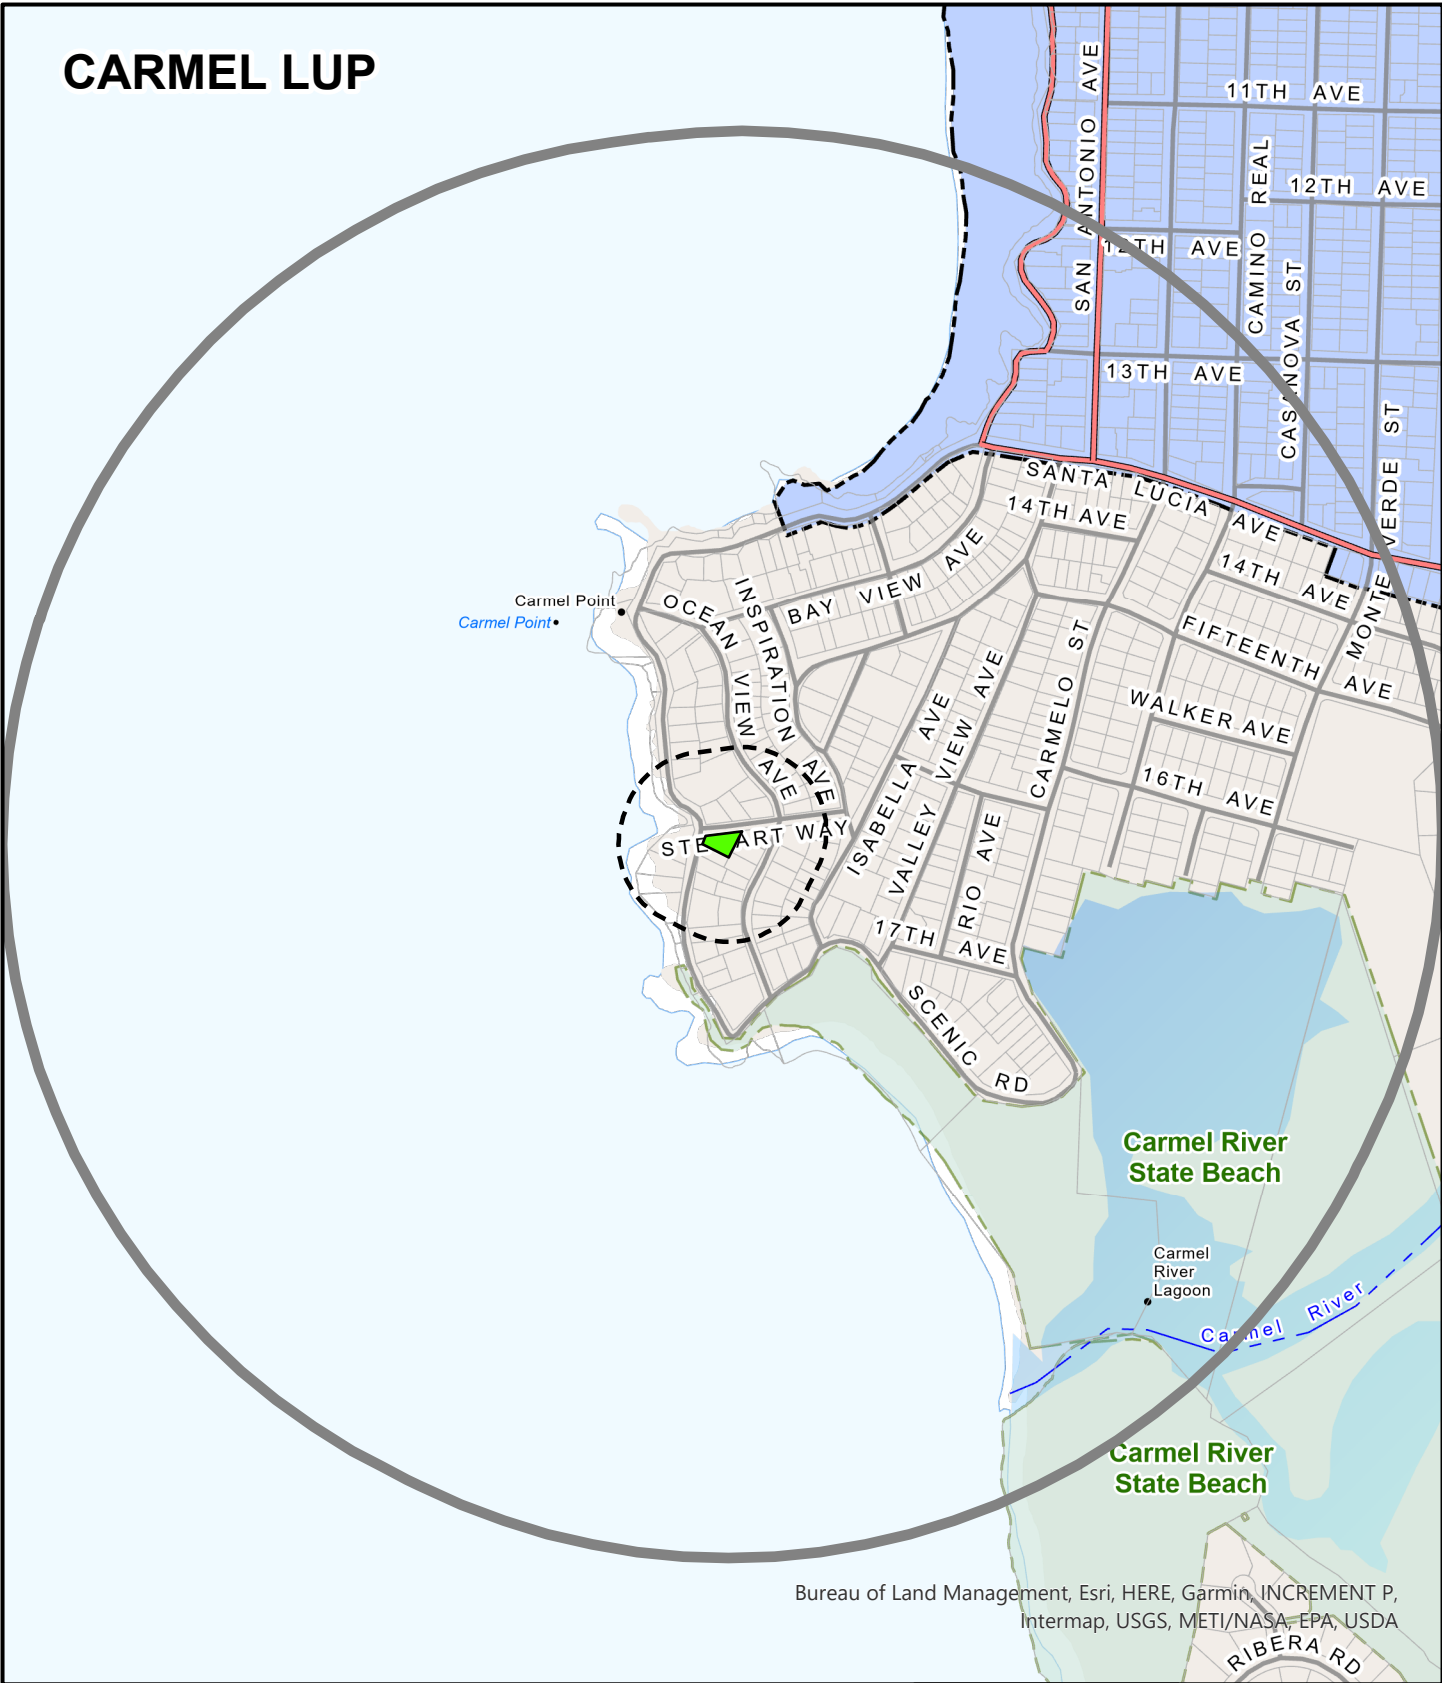 CARMEL LUP
11TH AVE
SAN ANTONIO AVE
12TH AVE
12TH AVE
CAMINO REAL
CASANOVA ST
13TH AVE
MONTE VERDE ST
SANTA LUCIA AVE
14TH AVE
14TH AVE
Carmel Point
Carmel Point
OCEAN VIEW AVE
INSPIRATION AVE
BAY VIEW AVE
FIFTEENTH AVE
WALKER AVE
CARMELO ST
16TH AVE
ISABELLA AVE
VALLEY VIEW AVE
RIO AVE
STEWART WAY
17TH AVE
SCENIC RD
Carmel River
State Beach
Carmel
River
Lagoon
Carmel River
Carmel River
State Beach
Bureau of Land Management, Esri, HERE, Garmin, INCREMENT P,
Intermap, USGS, METI/NASA, EPA, USDA
RIBERA RD